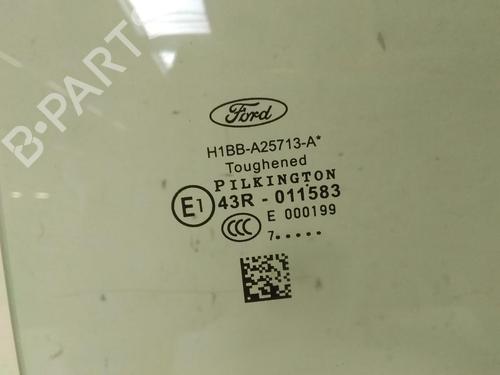 B-PARTS
Ford
H1BB-A25713-A*
Toughened
PILKINGTON
E1 43R - 011583
CCC E 000199
7.....